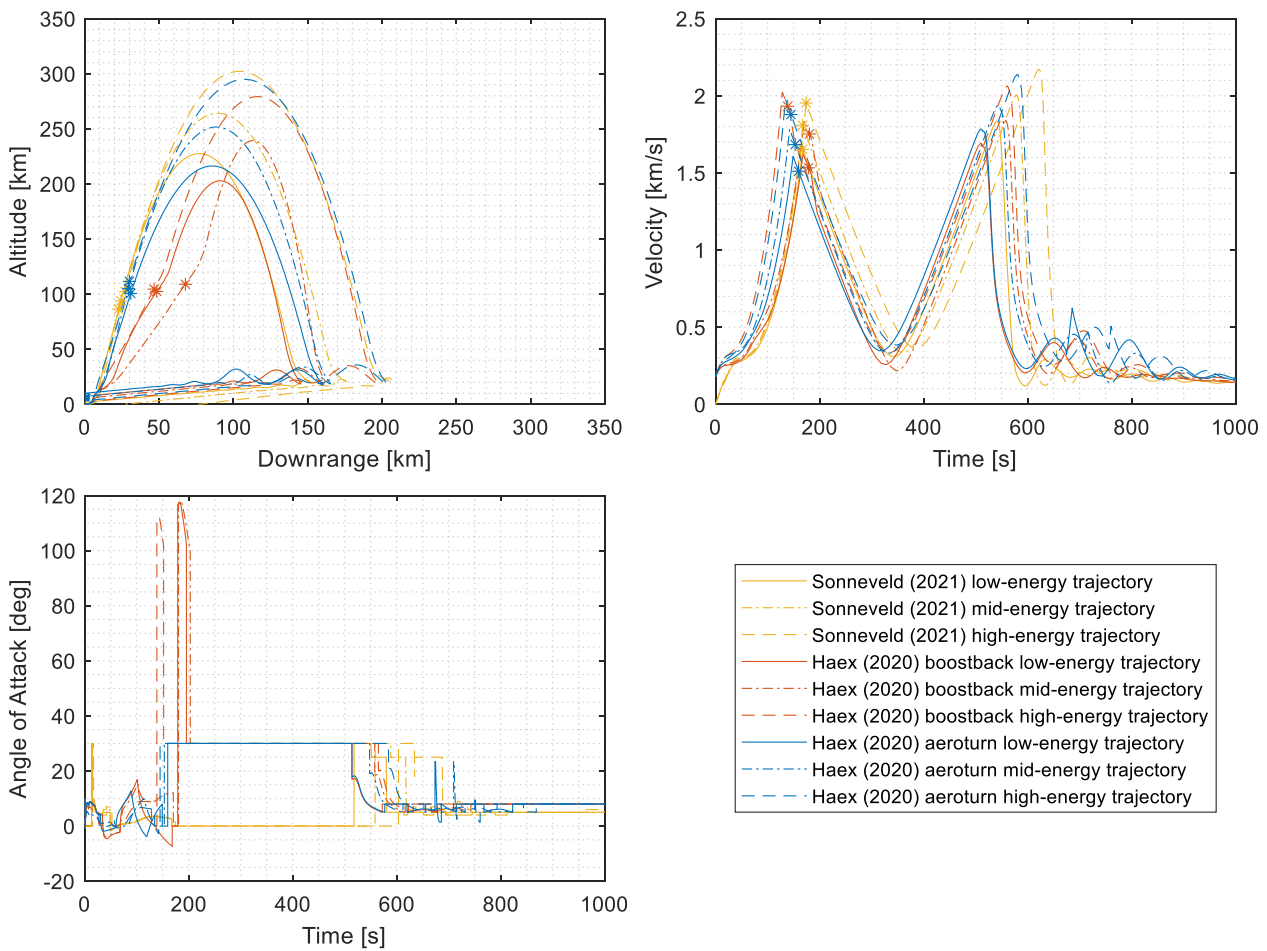 350
300
250
200
150
100
50
0
Altitude [km]
0 50 100 150 200 250 300 350
Downrange [km]
2.5
2
1.5
1
0.5
0
Velocity [km/s]
0 200 400 600 800 1000
Time [s]
120
100
80
60
40
20
0
-20
Angle of Attack [deg]
0 200 400 600 800 1000
Time [s]
Sonneveld (2021) low-energy trajectory
Sonneveld (2021) mid-energy trajectory
Sonneveld (2021) high-energy trajectory
Haex (2020) boostback low-energy trajectory
Haex (2020) boostback mid-energy trajectory
Haex (2020) boostback high-energy trajectory
Haex (2020) aeroturn low-energy trajectory
Haex (2020) aeroturn mid-energy trajectory
Haex (2020) aeroturn high-energy trajectory